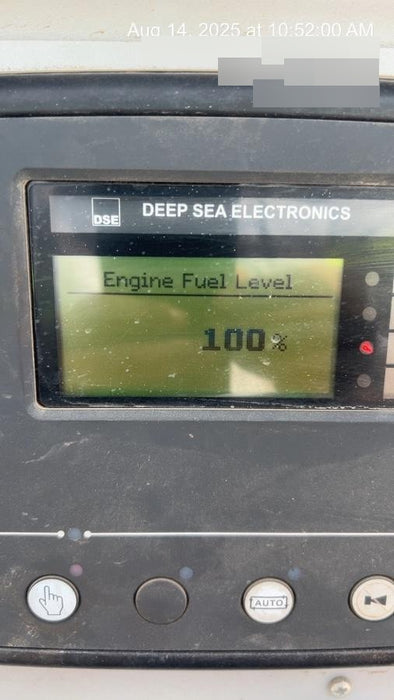 Aug 14, 2025 at 10:52:00 AM
DSE
DEEP SEA ELECTRONICS
Engine Fuel Level
100%
AUTO